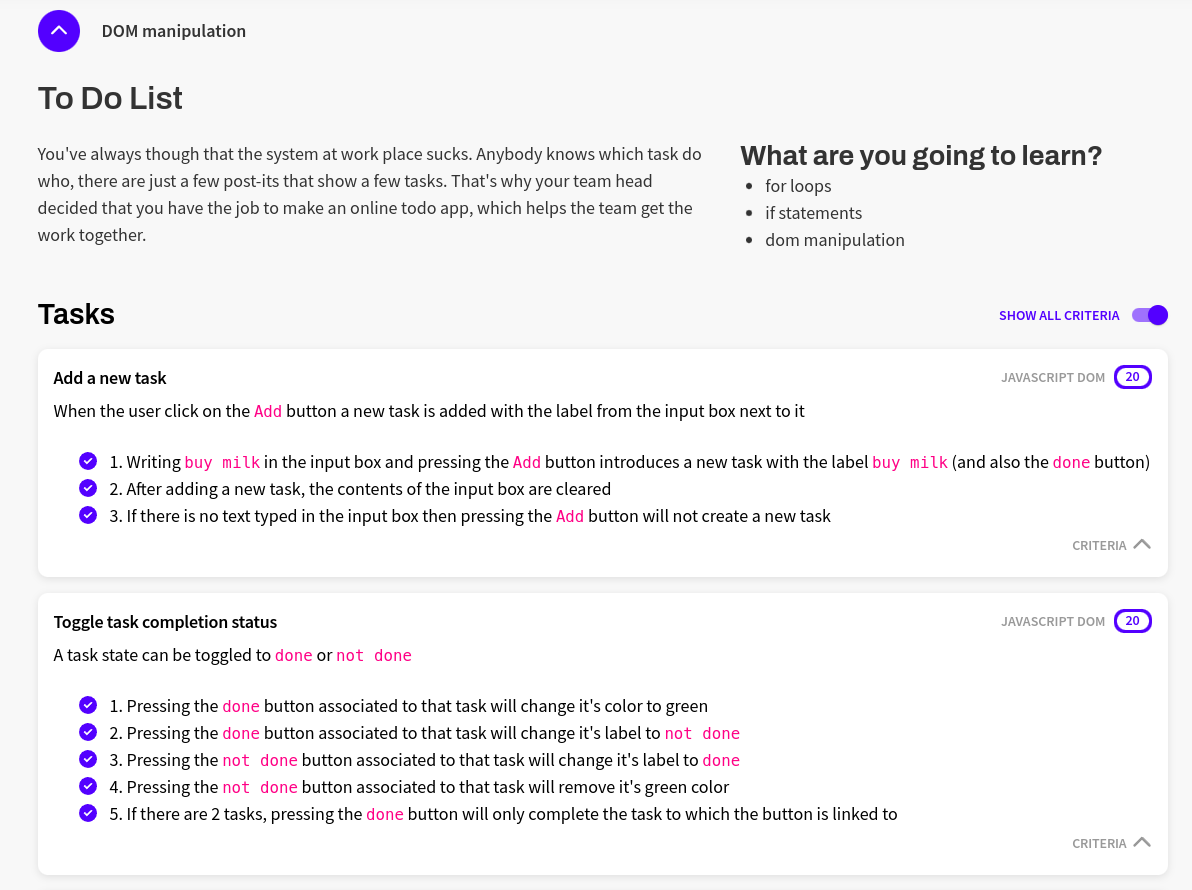 DOM manipulation
To Do List
You've always though that the system at work place sucks. Anybody knows which task do
who, there are just a few post-its that show a few tasks. That's why your team head
decided that you have the job to make an online todo app, which helps the team get the
work together.
What are you going to learn?
for loops
if statements
dom manipulation
Tasks
SHOW ALL CRITERIA
Add a new task
JAVASCRIPT DOM 20
When the user click on the Add button a new task is added with the label from the input box next to it
1. Writing buy milk in the input box and pressing the Add button introduces a new task with the label buy milk (and also the done button)
2. After adding a new task, the contents of the input box are cleared
3. If there is no text typed in the input box then pressing the Add button will not create a new task
CRITERIA
Toggle task completion status
JAVASCRIPT DOM 20
A task state can be toggled to done or not done
1. Pressing the done button associated to that task will change it's color to green
2. Pressing the done button associated to that task will change it's label to not done
3. Pressing the not done button associated to that task will change it's label to done
4. Pressing the not done button associated to that task will remove it's green color
5. If there are 2 tasks, pressing the done button will only complete the task to which the button is linked to
CRITERIA